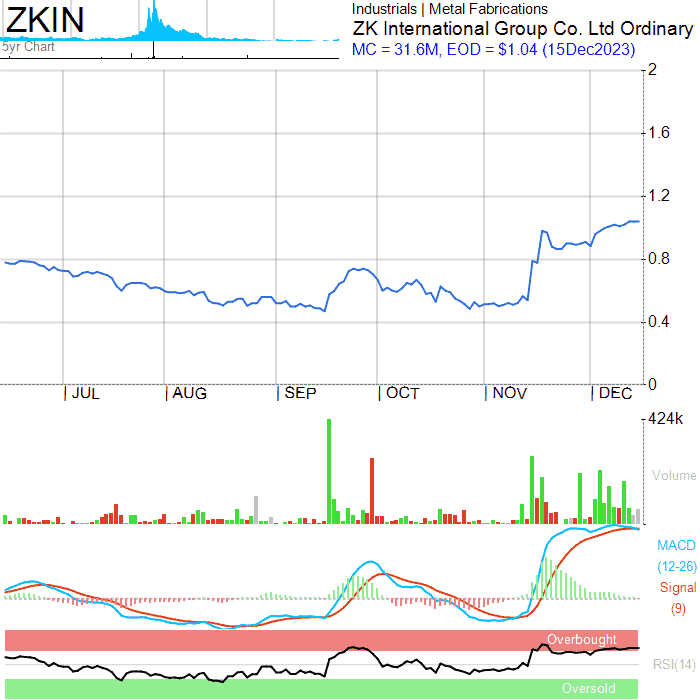 ZKIN
5yr Chart
Industrials | Metal Fabrications
ZK International Group Co. Ltd Ordinary
MC = 31.6M, EOD = $1.04 (15Dec2023)
2
1.6
1.2
0.8
0.4
0
JUL AUG SEP OCT NOV DEC
424k
Volume
MACD
(12-26)
Signal
(9)
Overbought
RSI(14)
Oversold